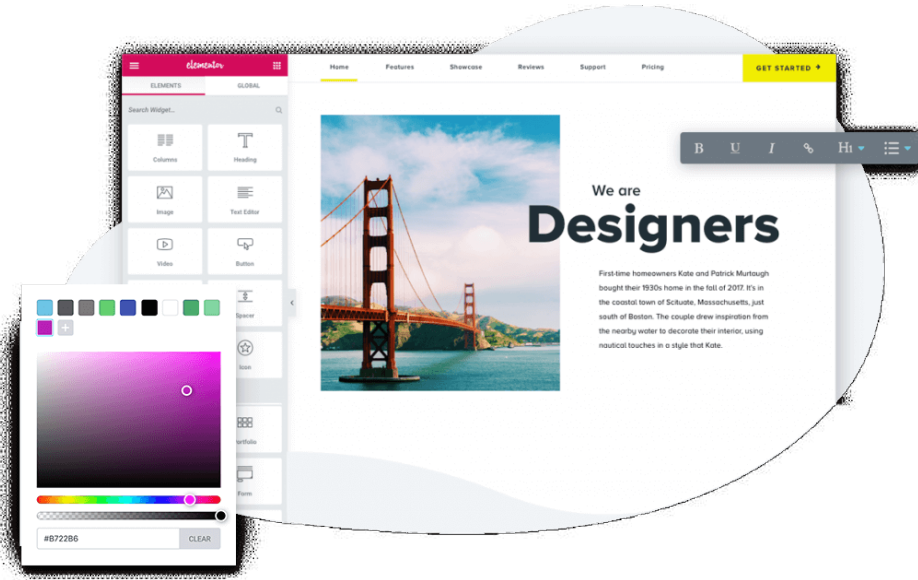 elementor
Home Features Showcase Reviews Support Pricing
GET STARTED
ELEMENTS GLOBAL
Search Widget...
Columns Heading
Image Text Editor
Video Button
Spacer
Icon
Portfolio
Form
B U I H1
We are
Designers
First-time homeowners Kate and Patrick Murtaugh
bought their 1930s home in the fall of 2017. It's in
the coastal town of Scituate, Massachusetts, just
south of Boston. The couple drew inspiration from
the nearby water to decorate their interior, using
nautical touches in a style that Kate.
#B722B6 CLEAR